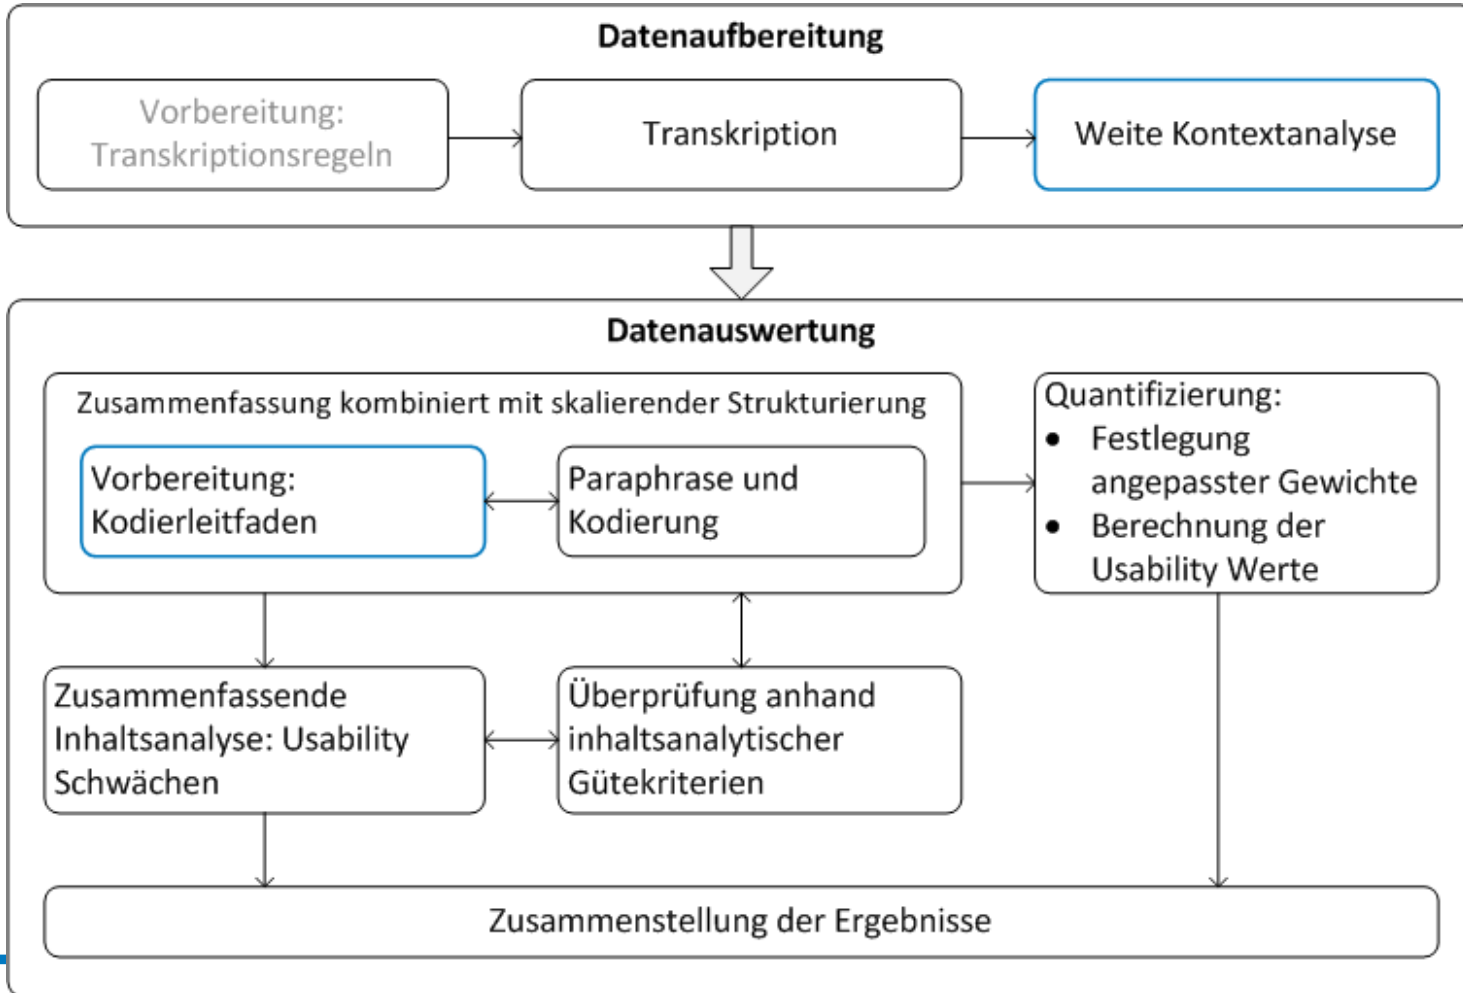 Datenaufbereitung
Vorbereitung:
Transkriptionsregeln
Transkription
Weite Kontextanalyse
Datenauswertung
Zusammenfassung kombiniert mit skalierender Strukturierung
Vorbereitung:
Kodierleitfaden
Paraphrase und
Kodierung
Quantifizierung:
● Festlegung
angepasster Gewichte
● Berechnung der
Usability Werte
Zusammenfassende
Inhaltsanalyse: Usability
Schwächen
Überprüfung anhand
inhaltsanalytischer
Gütekriterien
Zusammenstellung der Ergebnisse